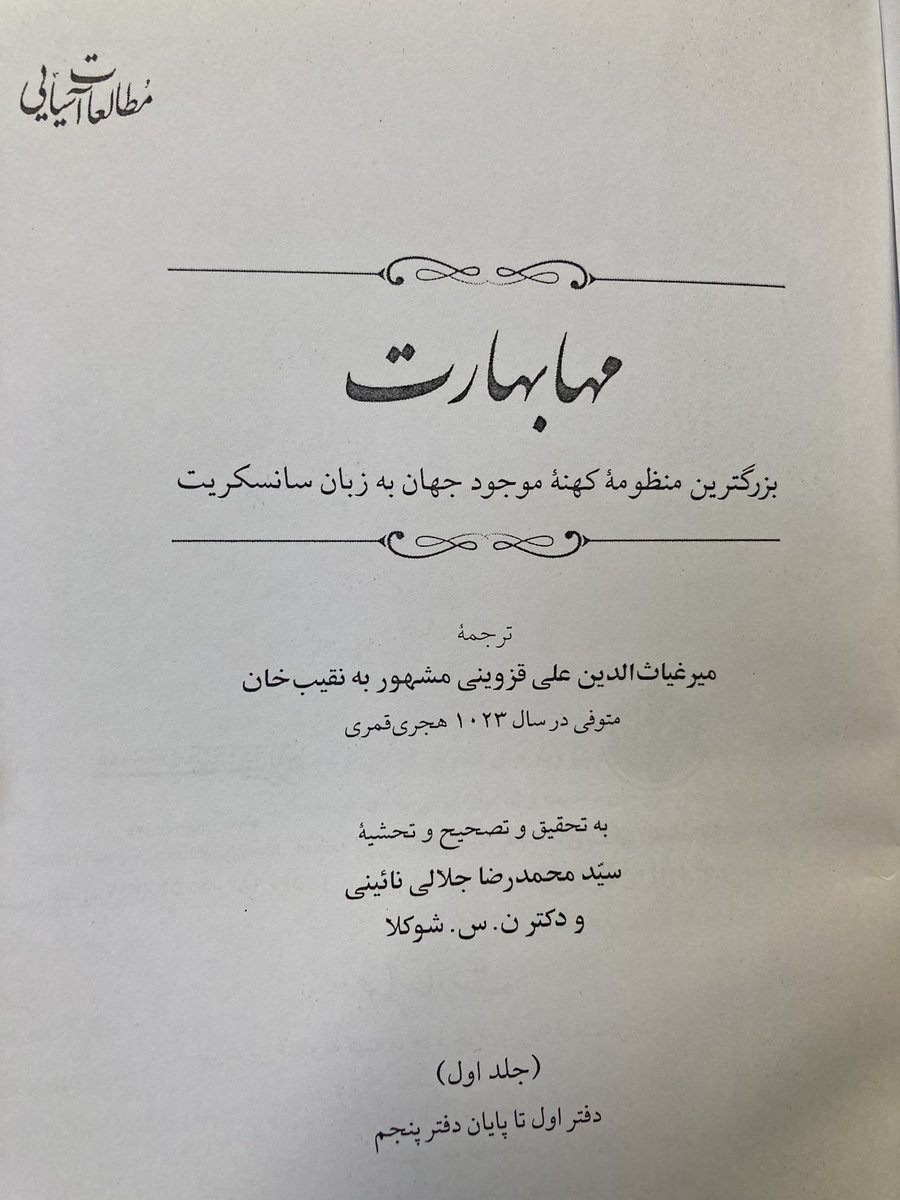 مُطالعات آسیایی
مهابهارت
بزرگترین منظومهٔ کهنهٔ موجود جهان به زبان سانسکریت
ترجمهٔ
میرغیاث‌الدین علی قزوینی مشهور به نقیب‌خان
متوفی در سال ۱۰۲۳ هجری‌قمری
به تحقیق و تصحیح و تحشیهٔ
سیّد محمدرضا جلالی نائینی
و دکتر ن. س. شوکلا
(جلد اول)
دفتر اول تا پایان دفتر پنجم